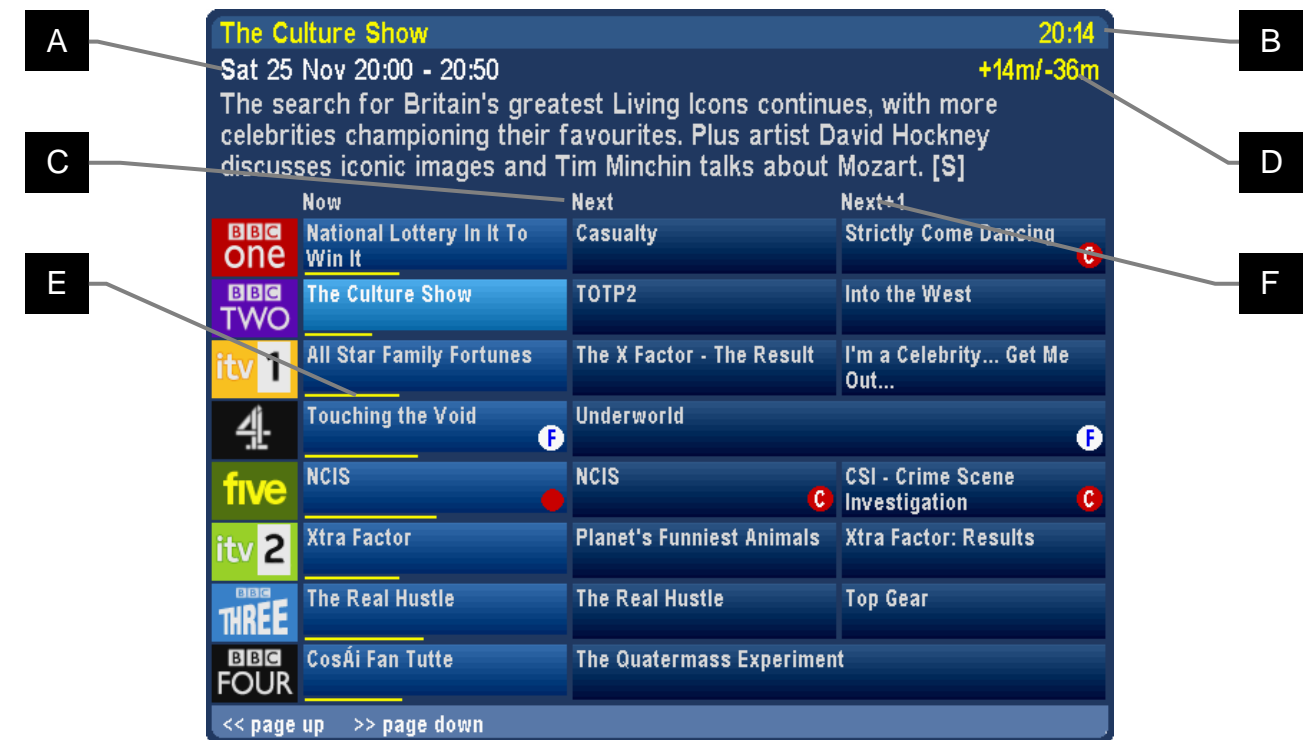 A
B
The Culture Show 20:14
Sat 25 Nov 20:00 - 20:50 +14m/-36m
The search for Britain's greatest Living Icons continues, with more
celebrities championing their favourites. Plus artist David Hockney
discusses iconic images and Tim Minchin talks about Mozart. [S]
C
D
Now Next Next+1
BBC
one
National Lottery In It To
Win It
Casualty
Strictly Come Dancing
C
E
F
BBC
TWO
The Culture Show
TOTP2
Into the West
itv 1
All Star Family Fortunes
The X Factor - The Result
I'm a Celebrity... Get Me
Out...
4
Touching the Void
F
Underworld
F
five
NCIS
NCIS
C
CSI - Crime Scene
Investigation
C
itv 2
Xtra Factor
Planet's Funniest Animals
Xtra Factor: Results
BBC
THREE
The Real Hustle
The Real Hustle
Top Gear
BBC
FOUR
CosÁi Fan Tutte
The Quatermass Experiment
<< page up >> page down